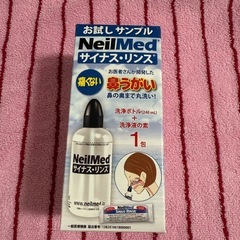 お試し サンプル
NeilMed®
サイナス・リンス
痛くない
お医者さんが開発した
鼻うがい
鼻の奥まで丸洗い!
洗浄ボトル(240mL)
+
洗浄液の素
1包
NeilMed
サイナス・リンス